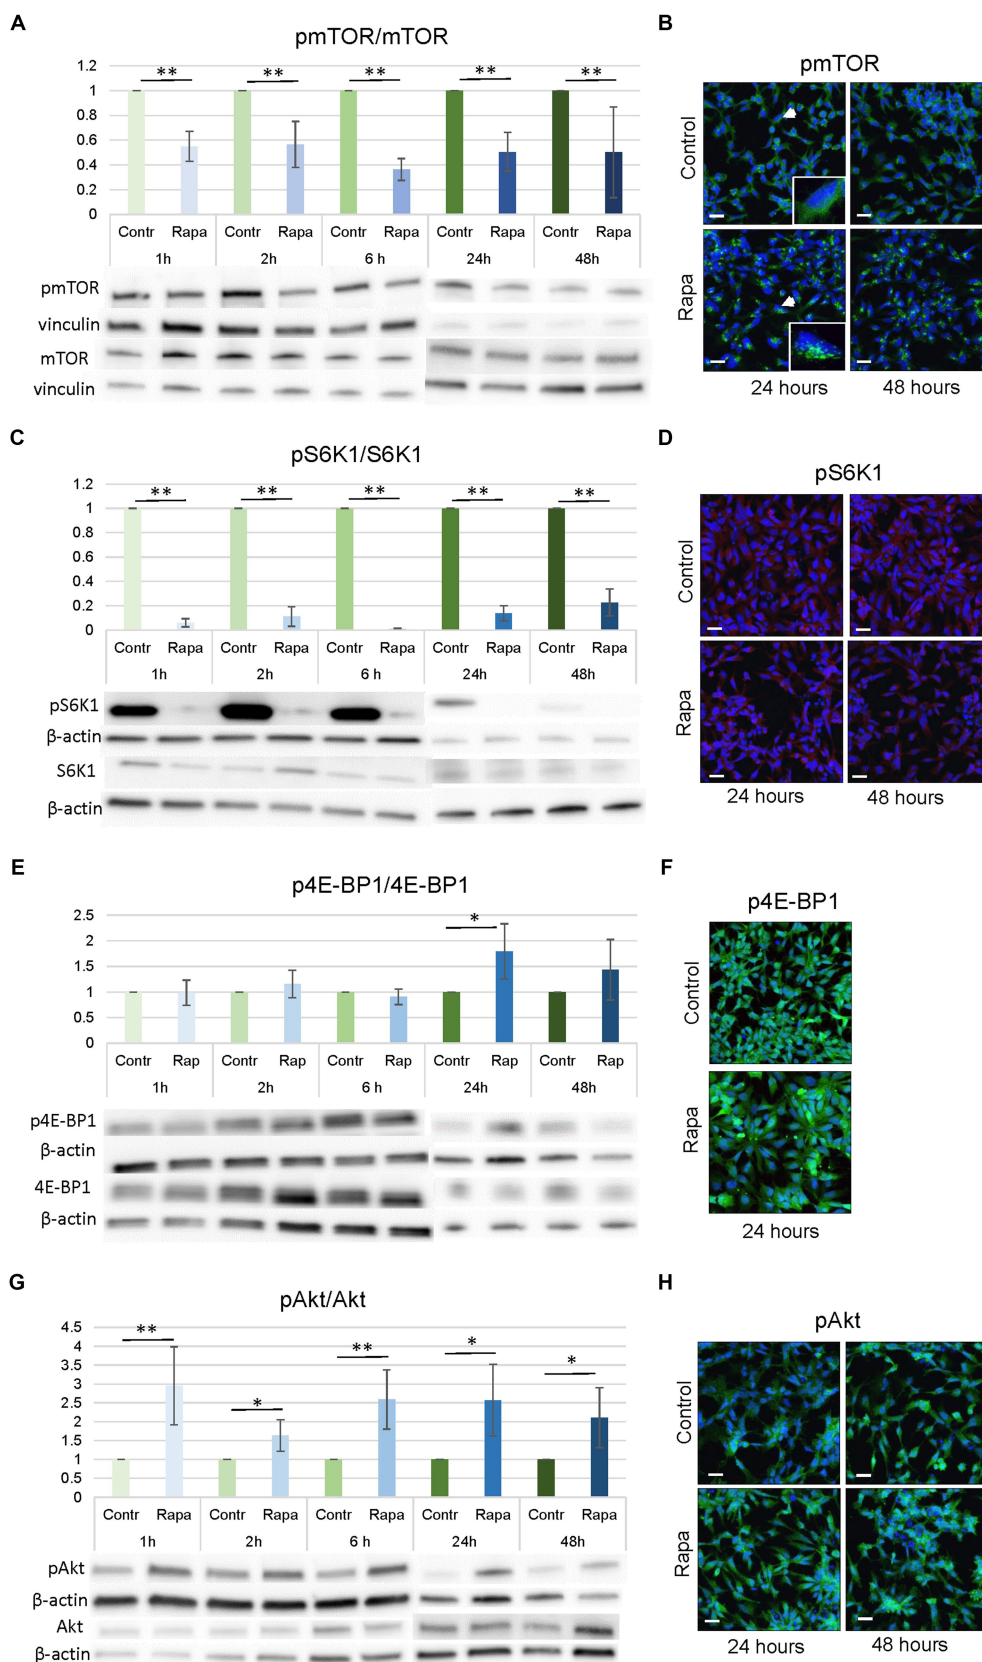 A
pmTOR/mTOR
1.2
1
0.8
0.6
0.4
0.2
0
** ** ** ** **
Contr Rapa Contr Rapa Contr Rapa Contr Rapa Contr Rapa
1h 2h 6 h 24h 48h
pmTOR
vinculin
mTOR
vinculin
B
pmTOR
Control
Rapa
24 hours 48 hours
C
pS6K1/S6K1
1.2
1
0.8
0.6
0.4
0.2
0
** ** ** ** **
Contr Rapa Contr Rapa Contr Rapa Contr Rapa Contr Rapa
1h 2h 6 h 24h 48h
pS6K1
β-actin
S6K1
β-actin
D
pS6K1
Control
Rapa
24 hours 48 hours
E
p4E-BP1/4E-BP1
2.5
2
1.5
1
0.5
0
*
Contr Rap Contr Rap Contr Rap Contr Rap Contr Rap
1h 2h 6 h 24h 48h
p4E-BP1
β-actin
4E-BP1
β-actin
F
p4E-BP1
Control
Rapa
24 hours
G
pAkt/Akt
4.5
4
3.5
3
2.5
2
1.5
1
0.5
0
** * ** * *
Contr Rapa Contr Rapa Contr Rapa Contr Rapa Contr Rapa
1h 2h 6 h 24h 48h
pAkt
β-actin
Akt
β-actin
H
pAkt
Control
Rapa
24 hours 48 hours